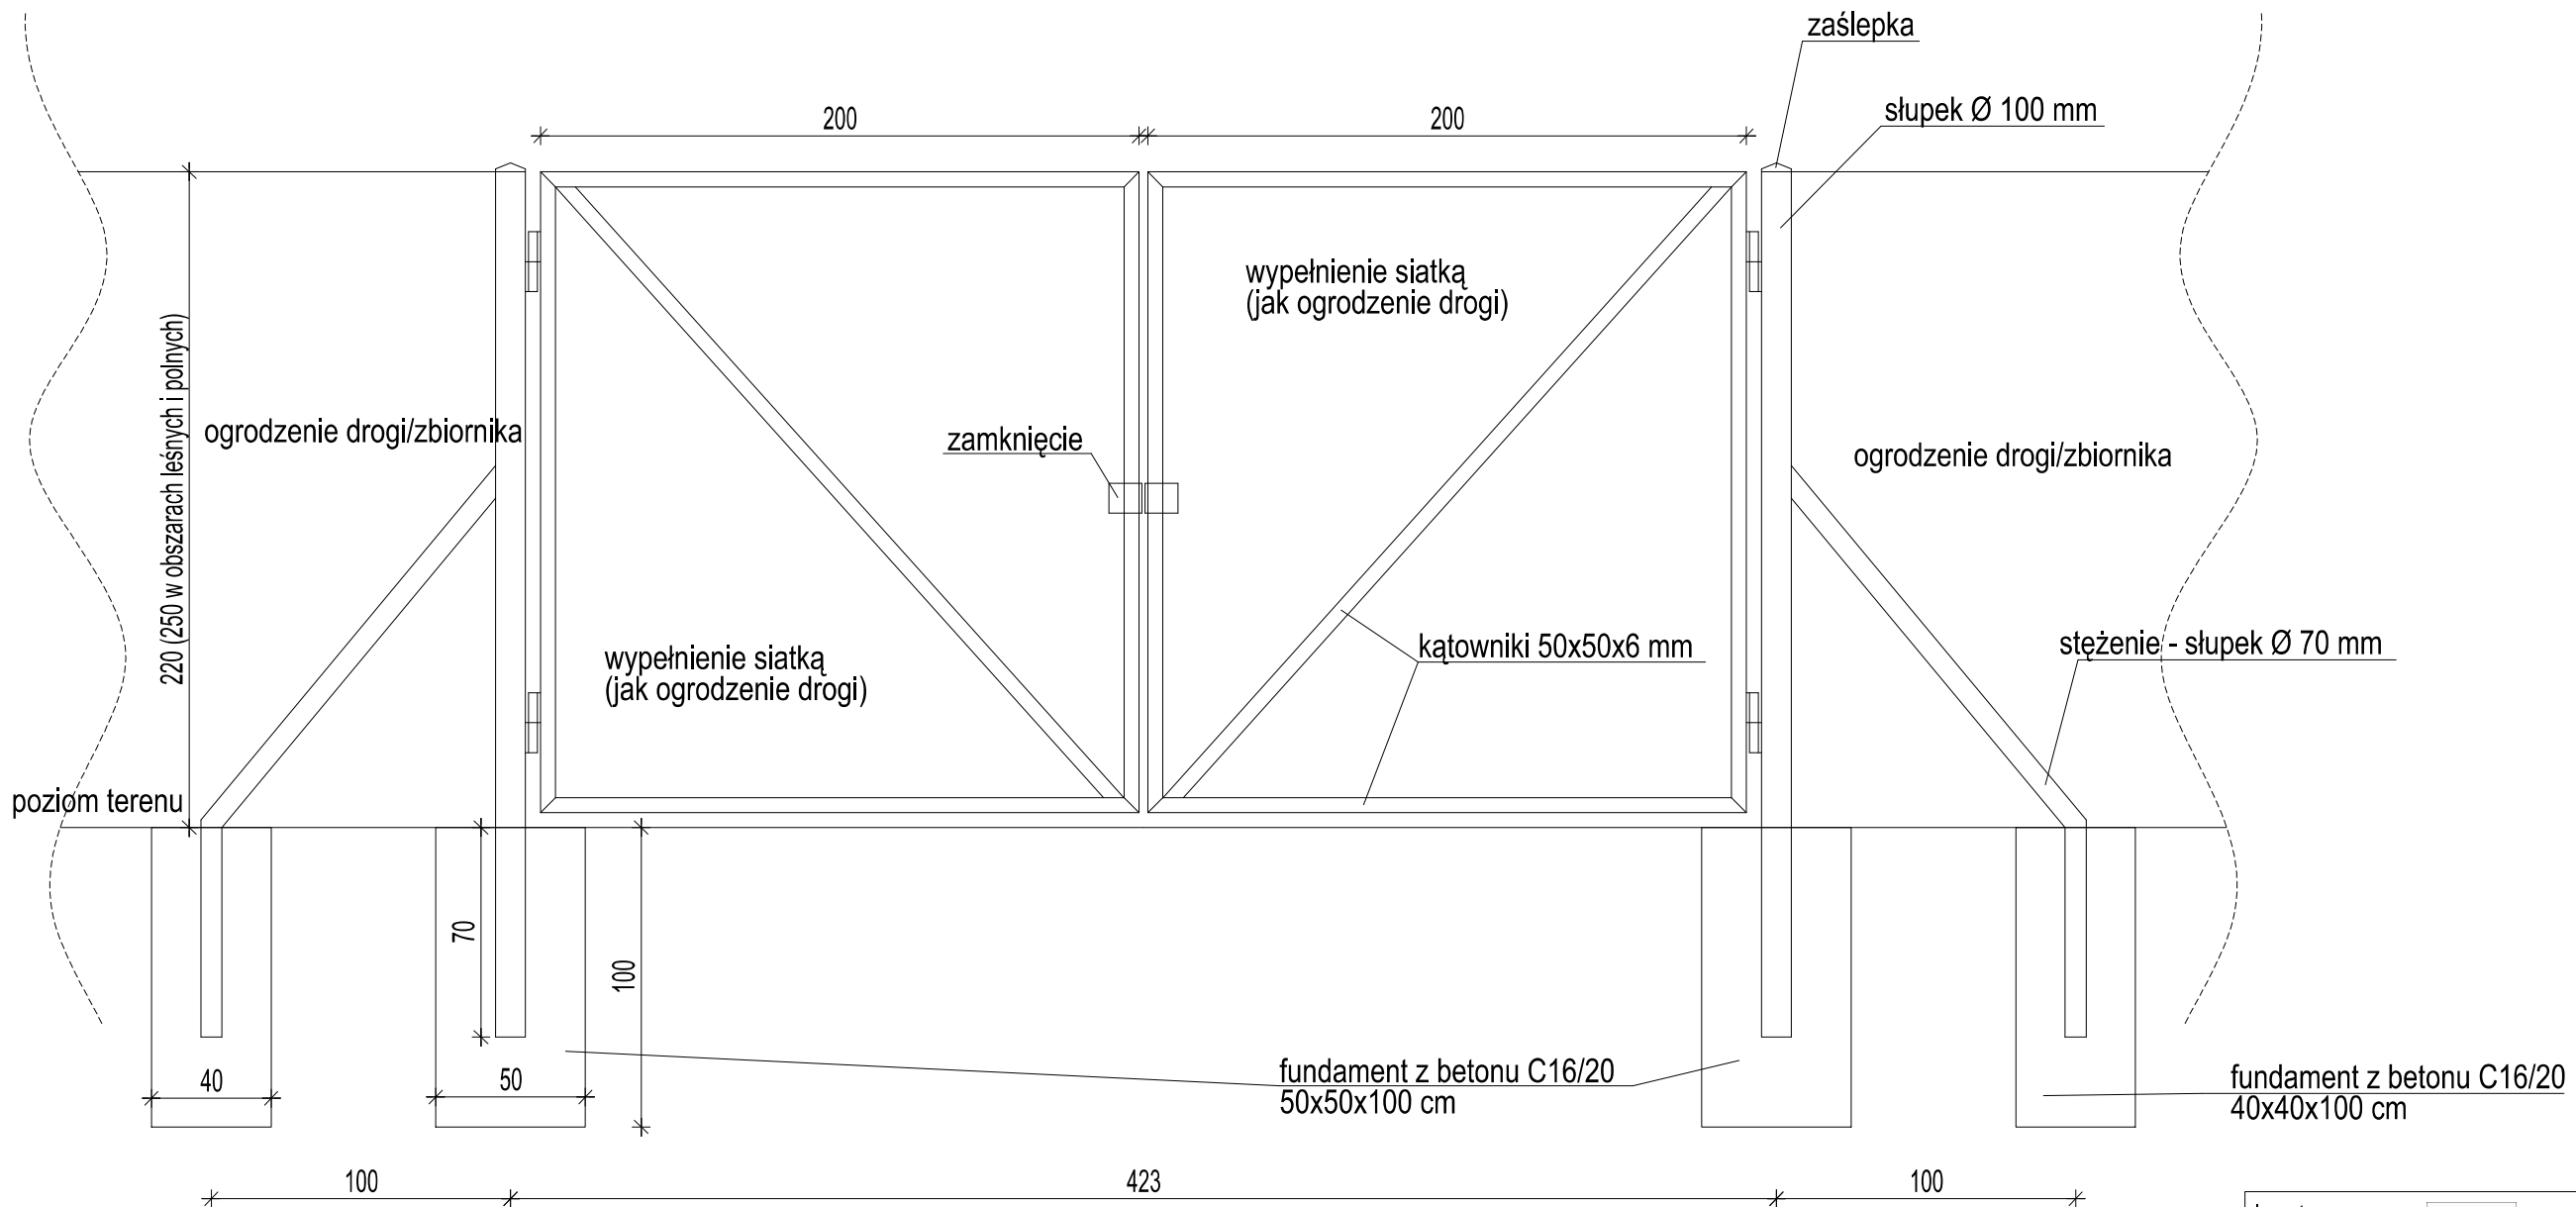 zaślepka
słupek Ø 100 mm
200
200
220 (250 w obszarach leśnych i polnych)
ogrodzenie drogi/zbiornika
wypełnienie siatką
(jak ogrodzenie drogi)
zamknięcie
ogrodzenie drogi/zbiornika
wypełnienie siatką
(jak ogrodzenie drogi)
kątowniki 50x50x6 mm
stężenie - słupek Ø 70 mm
poziom terenu
70
100
40
50
fundament z betonu C16/20
50x50x100 cm
fundament z betonu C16/20
40x40x100 cm
100
423
100